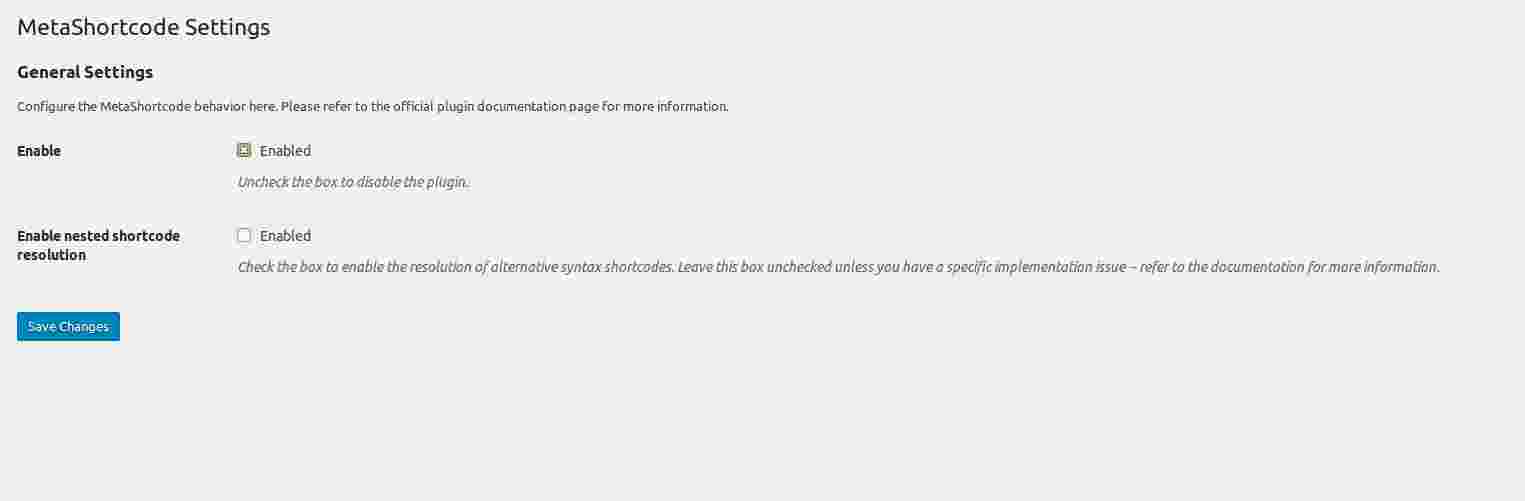 MetaShortcode Settings
General Settings
Configure the MetaShortcode behavior here. Please refer to the official plugin documentation page for more information.
Enable
Enabled
Uncheck the box to disable the plugin.
Enable nested shortcode
resolution
Enabled
Check the box to enable the resolution of alternative syntax shortcodes. Leave this box unchecked unless you have a specific implementation issue – refer to the documentation for more information.
Save Changes